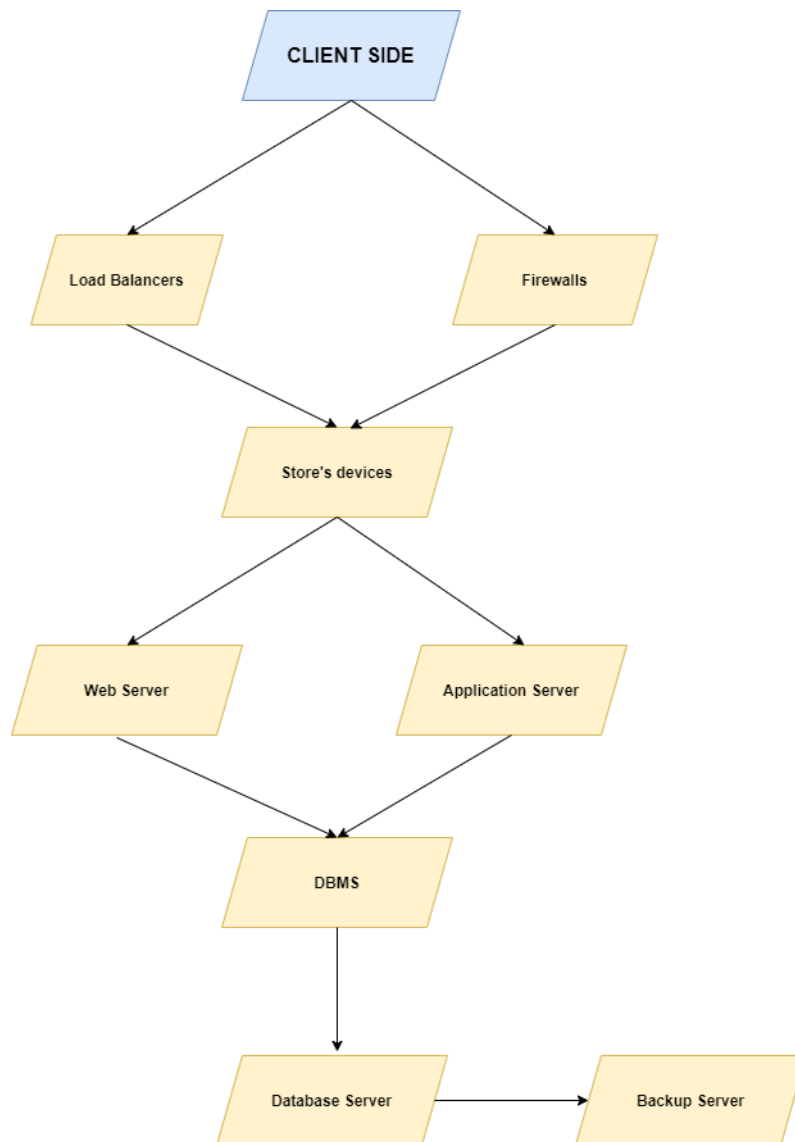 CLIENT SIDE
Load Balancers
Firewalls
Store's devices
Web Server
Application Server
DBMS
Database Server
Backup Server